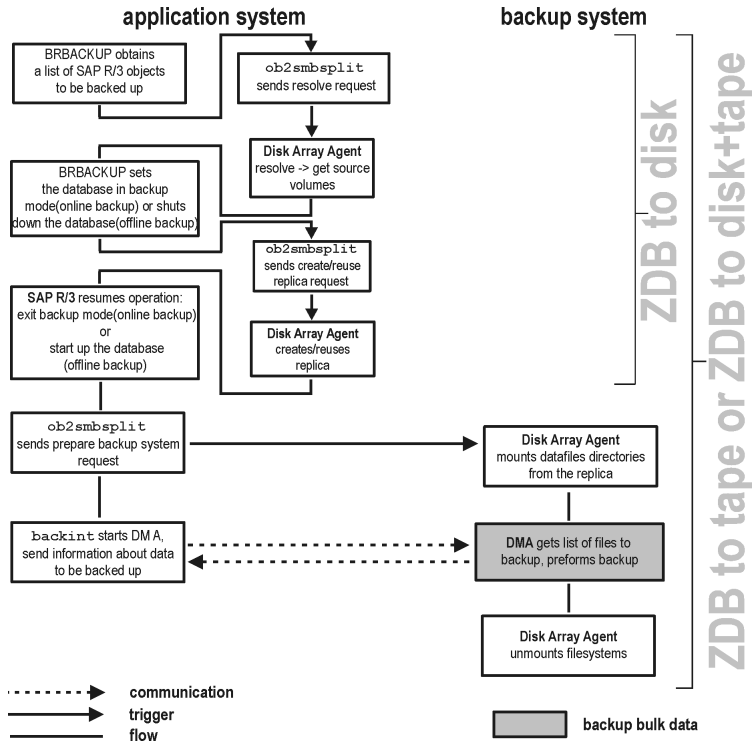 application system
backup system
BRBACKUP obtains
a list of SAP R/3 objects
to be backed up
ob2smbsplit
sends resolve request
Disk Array Agent
resolve -> get source
volumes
BRBACKUP sets
the database in backup
mode(online backup) or shuts
down the database(offline backup)
ob2smbsplit
sends create/reuse
replica request
SAP R/3 resumes operation:
exit backup mode(online backup)
or
start up the database
(offline backup)
Disk Array Agent
creates/reuses
replica
ob2smbsplit
sends prepare backup system
request
Disk Array Agent
mounts datafiles directories
from the replica
backint starts DM A,
send information about data
to be backed up
DMA gets list of files to
backup, preforms backup
Disk Array Agent
unmounts filesystems
ZDB to disk
ZDB to tape or ZDB to disk+tape
communication
trigger
flow
backup bulk data